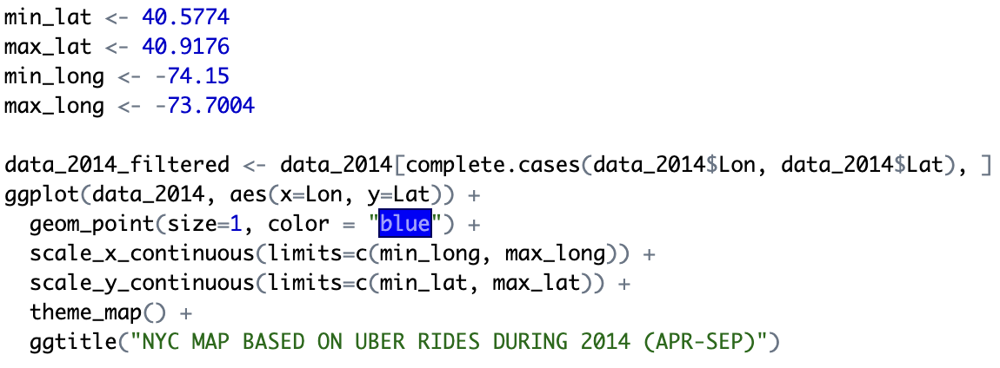 min_lat <- 40.5774
max_lat <- 40.9176
min_long <- -74.15
max_long <- -73.7004
data_2014_filtered <- data_2014[complete.cases(data_2014$Lon, data_2014$Lat), ]
ggplot(data_2014, aes(x=Lon, y=Lat)) +
  geom_point(size=1, color = "blue") +
  scale_x_continuous(limits=c(min_long, max_long)) +
  scale_y_continuous(limits=c(min_lat, max_lat)) +
  theme_map() +
  ggtitle("NYC MAP BASED ON UBER RIDES DURING 2014 (APR-SEP)")